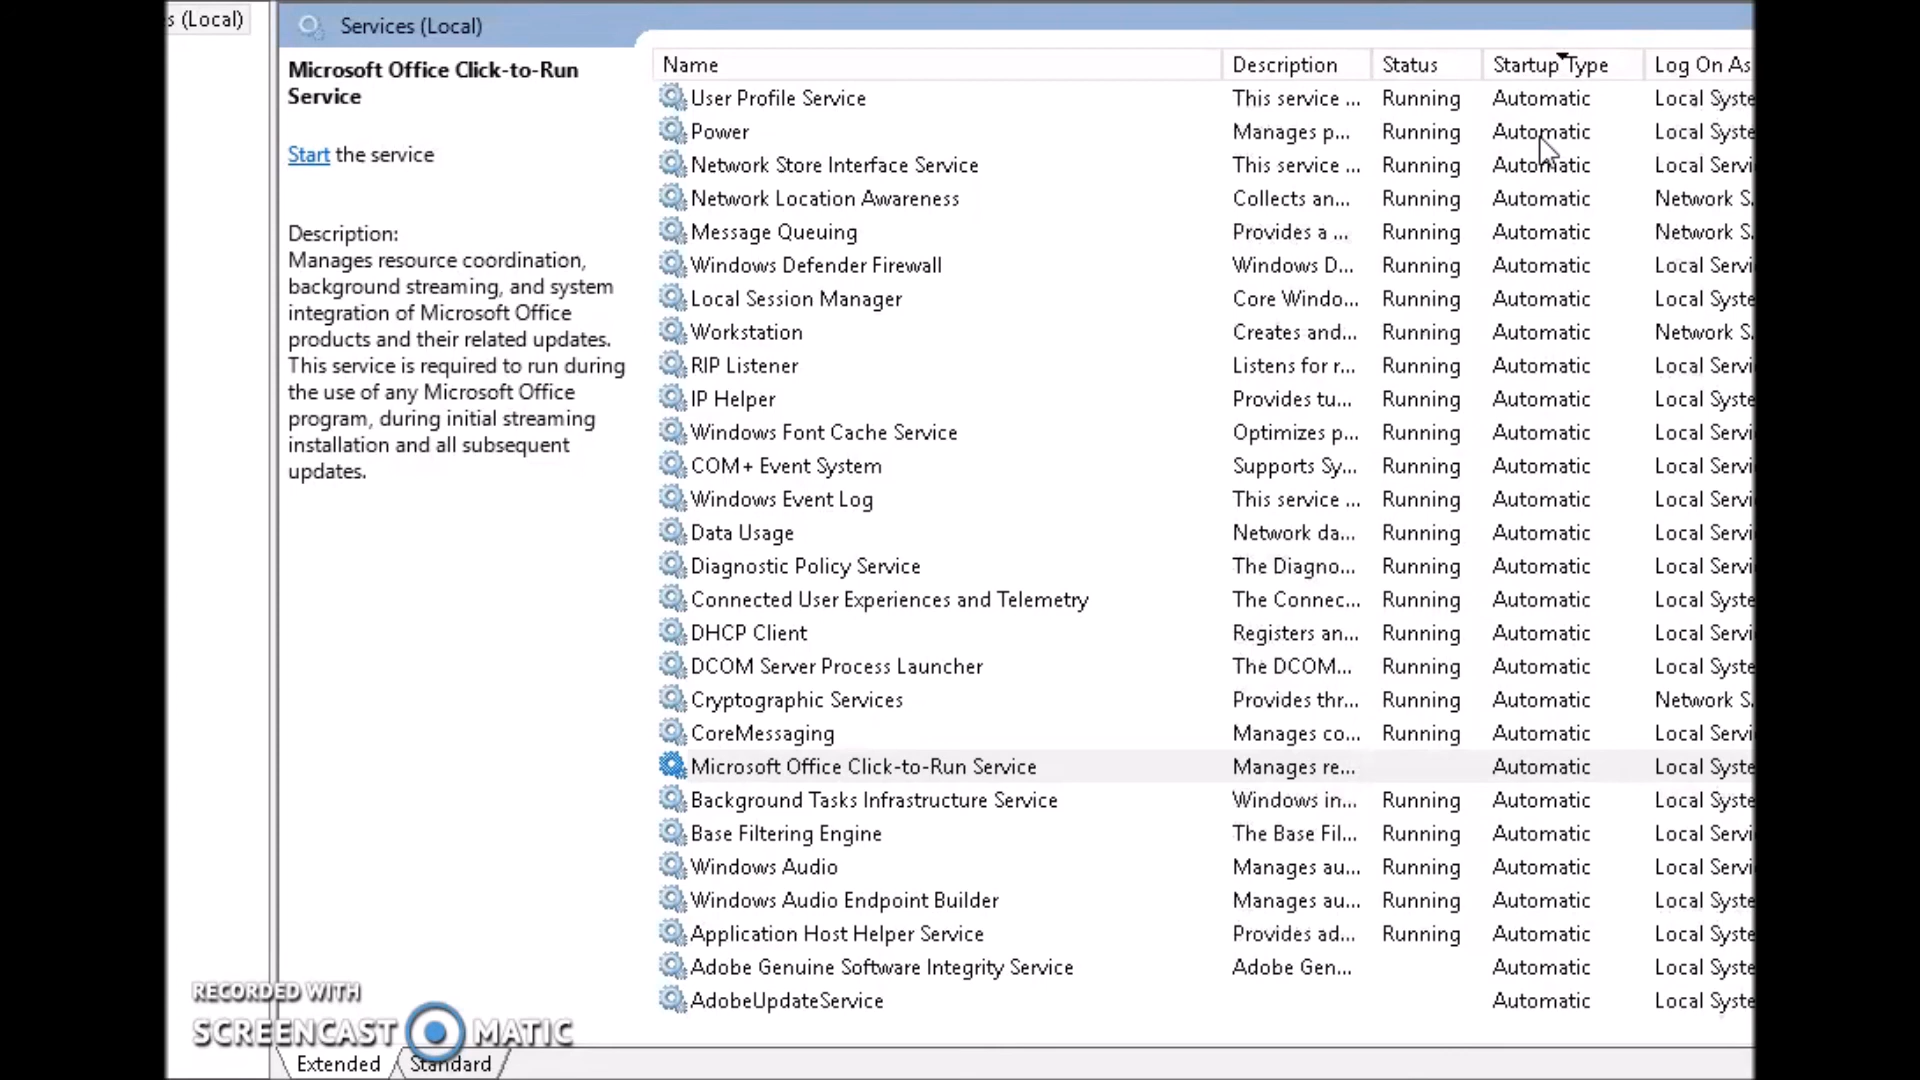 s (Local)
Services (Local)
Microsoft Office Click-to-Run
Service
Start the service
Description:
Manages resource coordination,
background streaming, and system
integration of Microsoft Office
products and their related updates.
This service is required to run during
the use of any Microsoft Office
program, during initial streaming
installation and all subsequent
updates.
Name Description Status Startup Type Log On As
User Profile Service This service ... Running Automatic Local Syste
Power Manages p... Running Automatic Local Syste
Network Store Interface Service This service ... Running Automatic Local Servi
Network Location Awareness Collects an... Running Automatic Network S.
Message Queuing Provides a ... Running Automatic Network S.
Windows Defender Firewall Windows D... Running Automatic Local Servi
Local Session Manager Core Windo... Running Automatic Local Syste
Workstation Creates and... Running Automatic Network S.
RIP Listener Listens for r... Running Automatic Local Servi
IP Helper Provides tu... Running Automatic Local Syste
Windows Font Cache Service Optimizes p... Running Automatic Local Servi
COM+ Event System Supports Sy... Running Automatic Local Servi
Windows Event Log This service ... Running Automatic Local Servi
Data Usage Network da... Running Automatic Local Servi
Diagnostic Policy Service The Diagno... Running Automatic Local Servi
Connected User Experiences and Telemetry The Connec... Running Automatic Local Syste
DHCP Client Registers an... Running Automatic Local Servi
DCOM Server Process Launcher The DCOM... Running Automatic Local Syste
Cryptographic Services Provides thr... Running Automatic Network S.
CoreMessaging Manages co... Running Automatic Local Servi
Microsoft Office Click-to-Run Service Manages re... Automatic Local Syste
Background Tasks Infrastructure Service Windows in... Running Automatic Local Syste
Base Filtering Engine The Base Fil... Running Automatic Local Servi
Windows Audio Manages au... Running Automatic Local Servi
Windows Audio Endpoint Builder Manages au... Running Automatic Local Syste
Application Host Helper Service Provides ad... Running Automatic Local Syste
Adobe Genuine Software Integrity Service Adobe Gen... Automatic Local Syste
AdobeUpdateService Automatic Local Syste
RECORDED WITH
SCREENCAST MATIC
Extended Standard